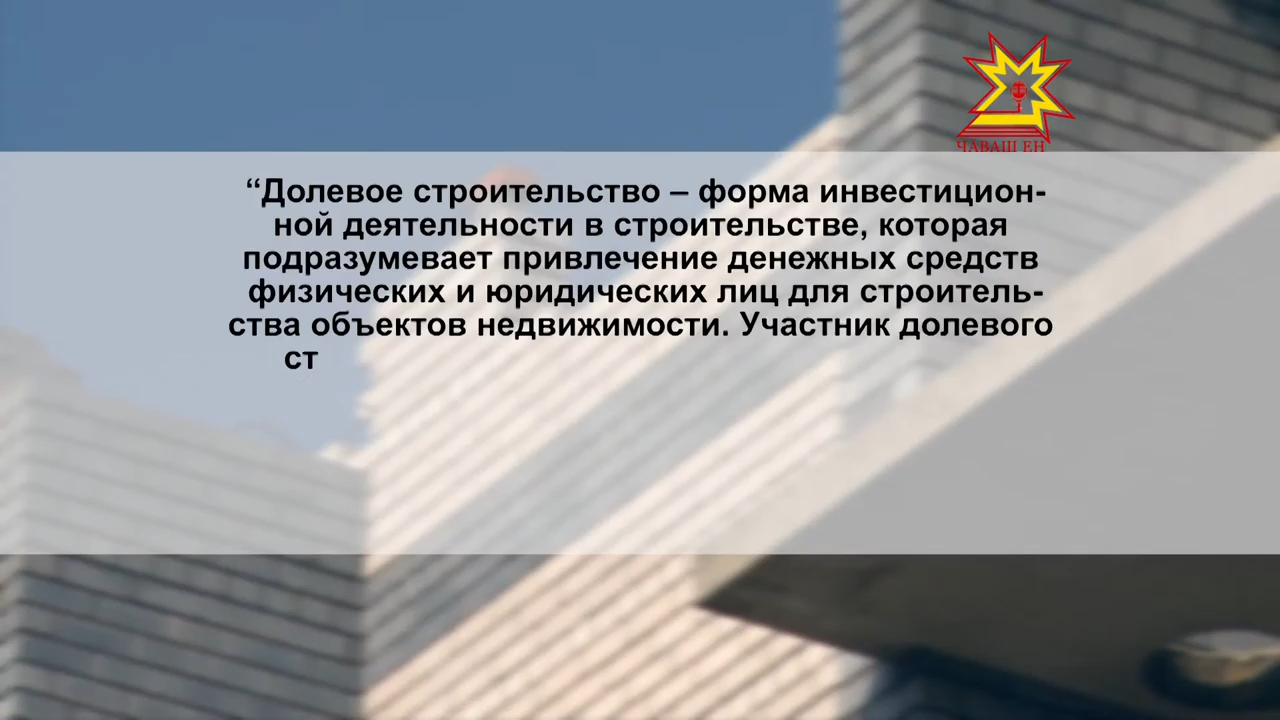 ЧАВАШ ЕН
“Долевое строительство – форма инвестицион-
ной деятельности в строительстве, которая
подразумевает привлечение денежных средств
физических и юридических лиц для строитель-
ства объектов недвижимости. Участник долевого
ст